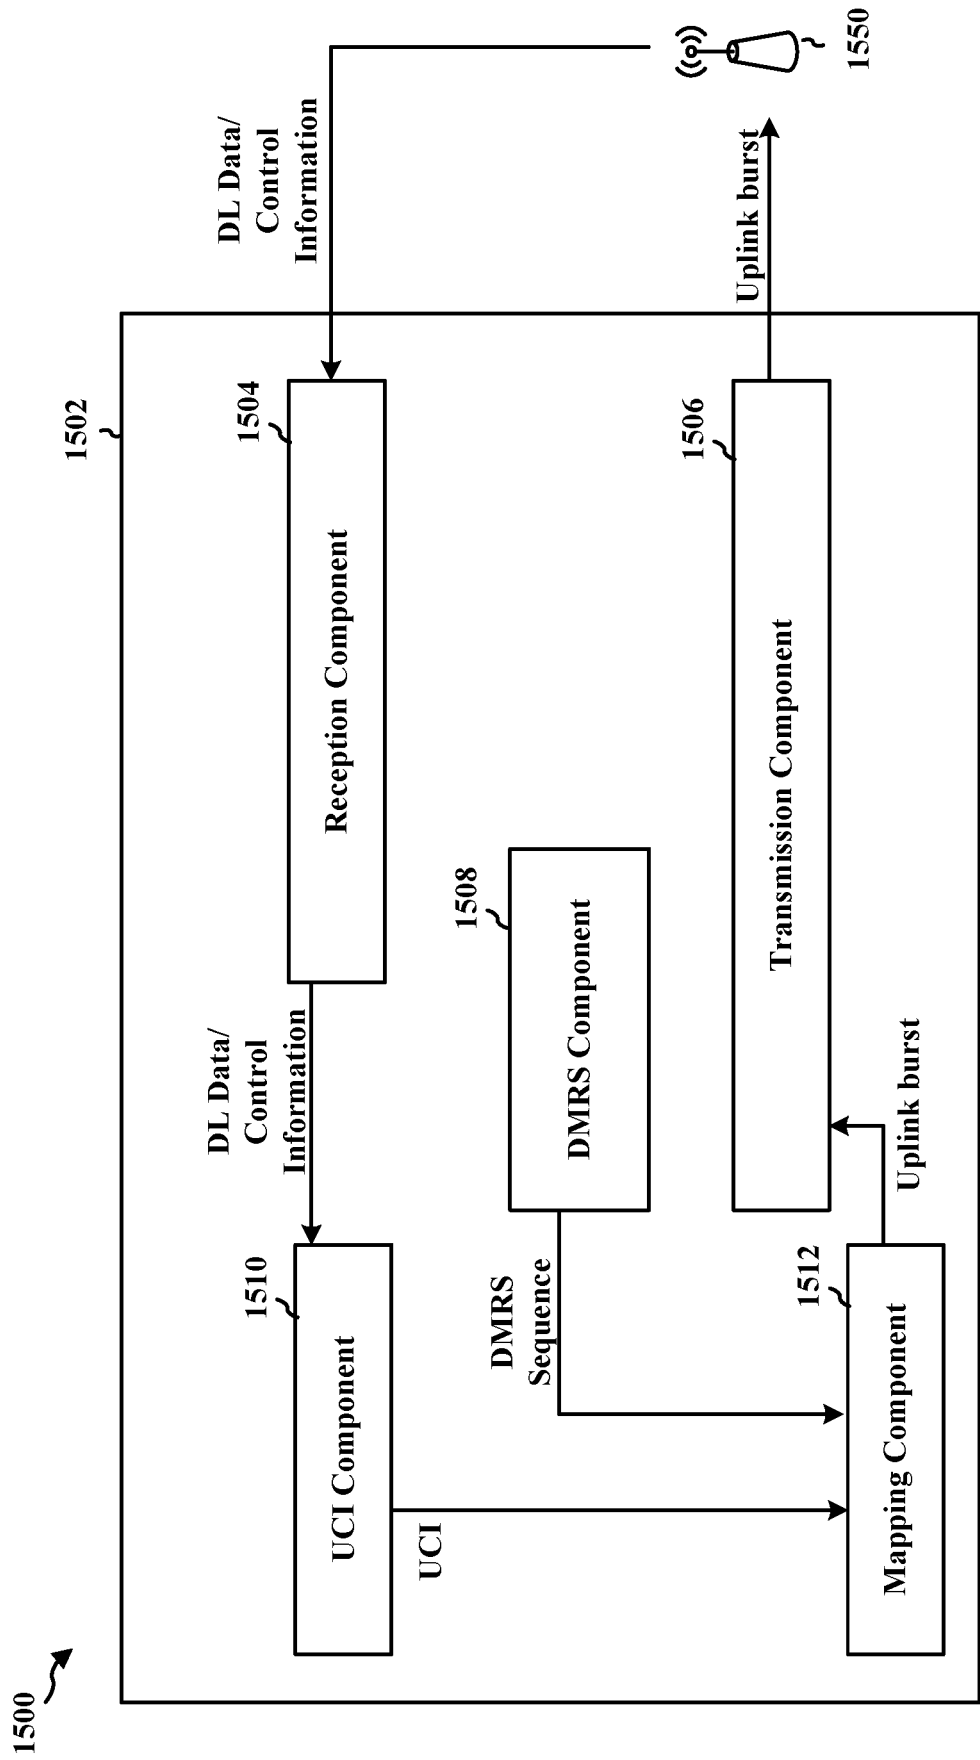 1500
1502
UCI Component
1510
DL Data/
Control
Information
Reception Component
1504
DL Data/
Control
Information
UCI
DMRS
Sequence
DMRS Component
1508
Mapping Component
1512
Uplink burst
Transmission Component
1506
Uplink burst
1550